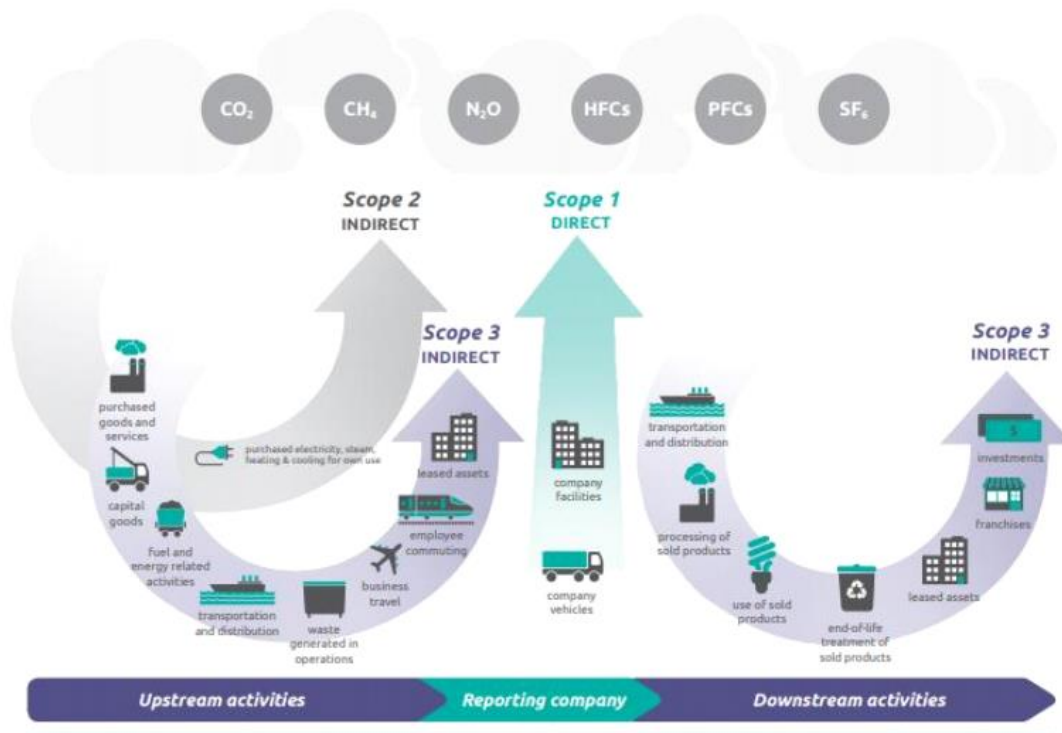 CO₂
CH₄
N₂O
HFCs
PFCs
SF₆
Scope 2
INDIRECT
Scope 1
DIRECT
Scope 3
INDIRECT
Scope 3
INDIRECT
purchased
goods and
services
purchased electricity, steam,
heating & cooling for own use
capital
goods
fuel and
energy related
activities
transportation
and distribution
waste
generated in
operations
business
travel
employee
commuting
leased assets
company
facilities
company
vehicles
transportation
and distribution
processing of
sold products
use of sold
products
end-of-life
treatment of
sold products
leased assets
franchises
$
investments
Upstream activities
Reporting company
Downstream activities